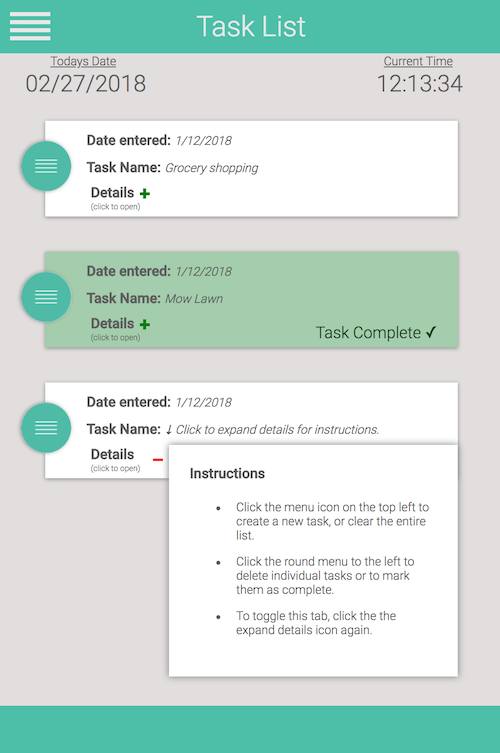 Task List
Todays Date
Current Time
02/27/2018
12:13:34
Date entered: 1/12/2018
Task Name: Grocery shopping
Details +
(click to open)
Date entered: 1/12/2018
Task Name: Mow Lawn
Details +
(click to open)
Task Complete ✓
Date entered: 1/12/2018
Task Name: ↓ Click to expand details for instructions.
Details −
(click to open)
Instructions
• Click the menu icon on the top left to
create a new task, or clear the entire
list.
• Click the round menu to the left to
delete individual tasks or to mark
them as complete.
• To toggle this tab, click the the
expand details icon again.